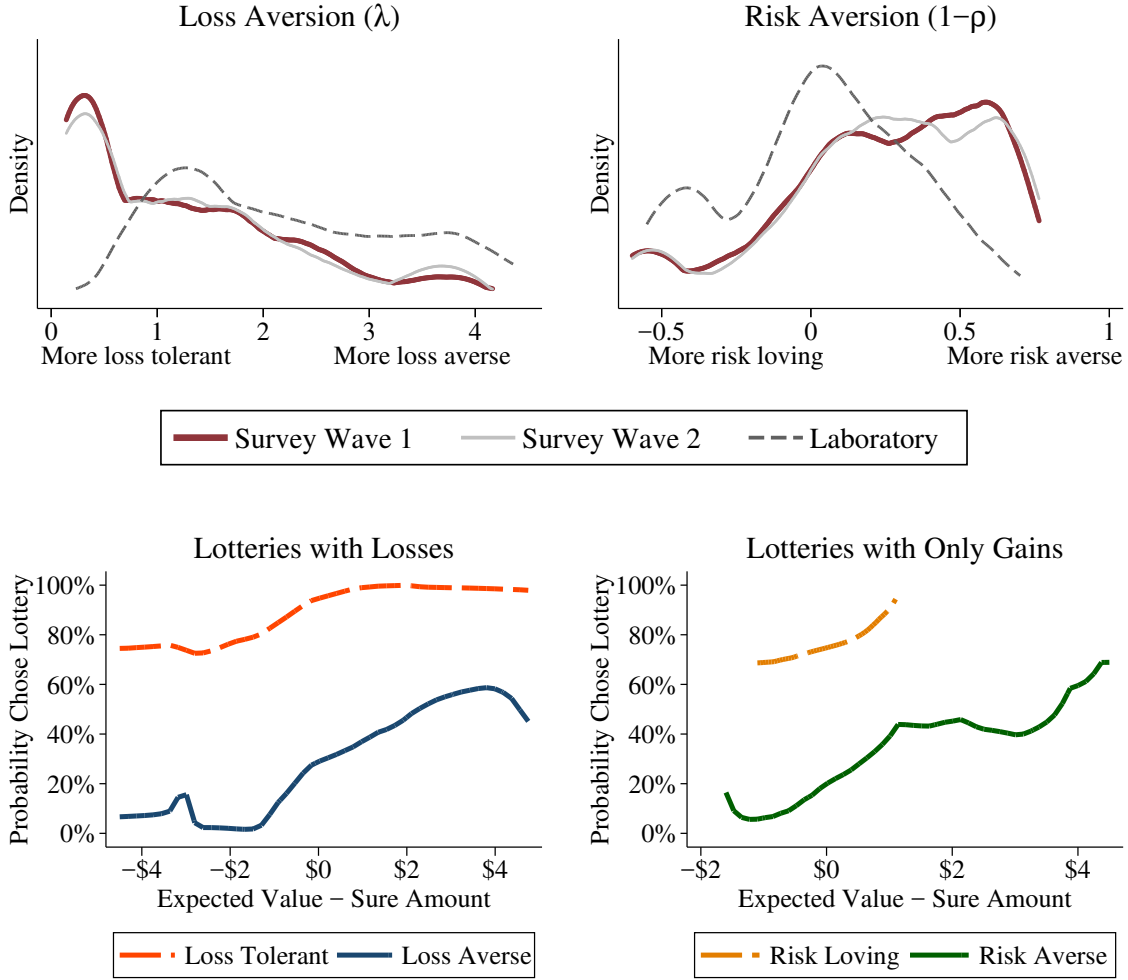 Loss Aversion (λ)
Density
0 1 2 3 4
More loss tolerant More loss averse
Risk Aversion (1−ρ)
Density
−0.5 0 0.5 1
More risk loving More risk averse
Survey Wave 1 Survey Wave 2 Laboratory
Lotteries with Losses
Probability Chose Lottery
100%
80%
60%
40%
20%
0%
−$4 −$2 $0 $2 $4
Expected Value − Sure Amount
Loss Tolerant Loss Averse
Lotteries with Only Gains
Probability Chose Lottery
100%
80%
60%
40%
20%
0%
−$2 $0 $2 $4
Expected Value − Sure Amount
Risk Loving Risk Averse